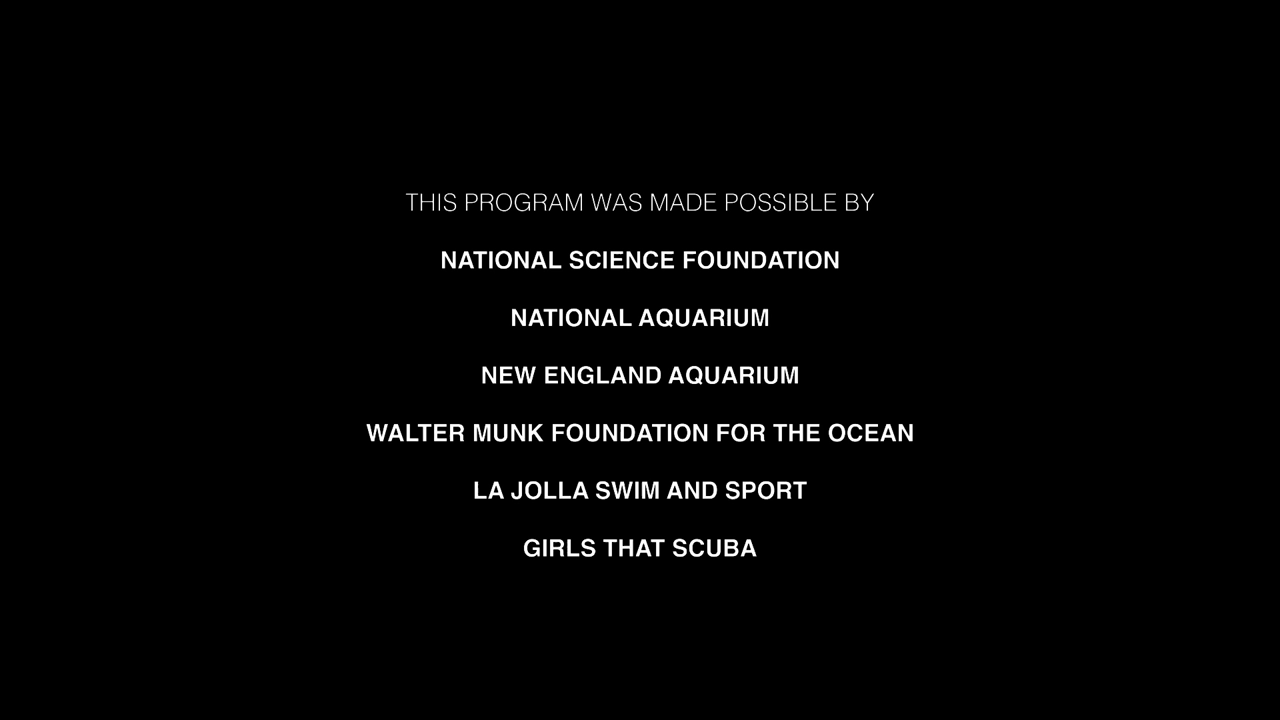 THIS PROGRAM WAS MADE POSSIBLE BY
NATIONAL SCIENCE FOUNDATION
NATIONAL AQUARIUM
NEW ENGLAND AQUARIUM
WALTER MUNK FOUNDATION FOR THE OCEAN
LA JOLLA SWIM AND SPORT
GIRLS THAT SCUBA